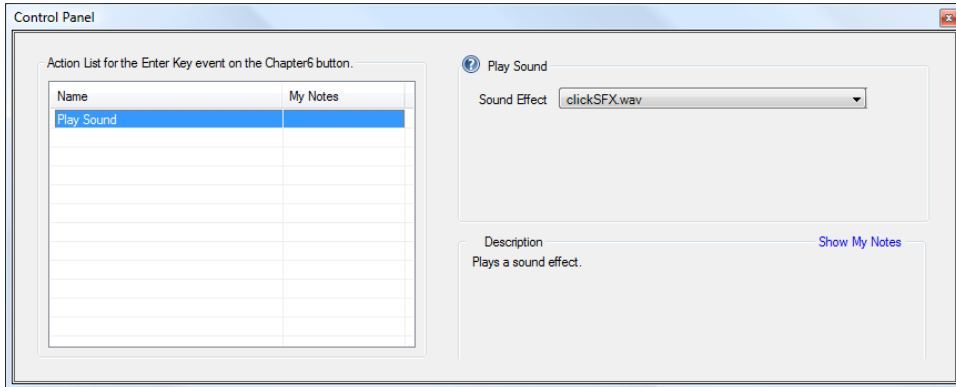 Control Panel
Action List for the Enter Key event on the Chapter6 button.
Name My Notes
Play Sound
Play Sound
Sound Effect clickSFX.wav
Description Show My Notes
Plays a sound effect.